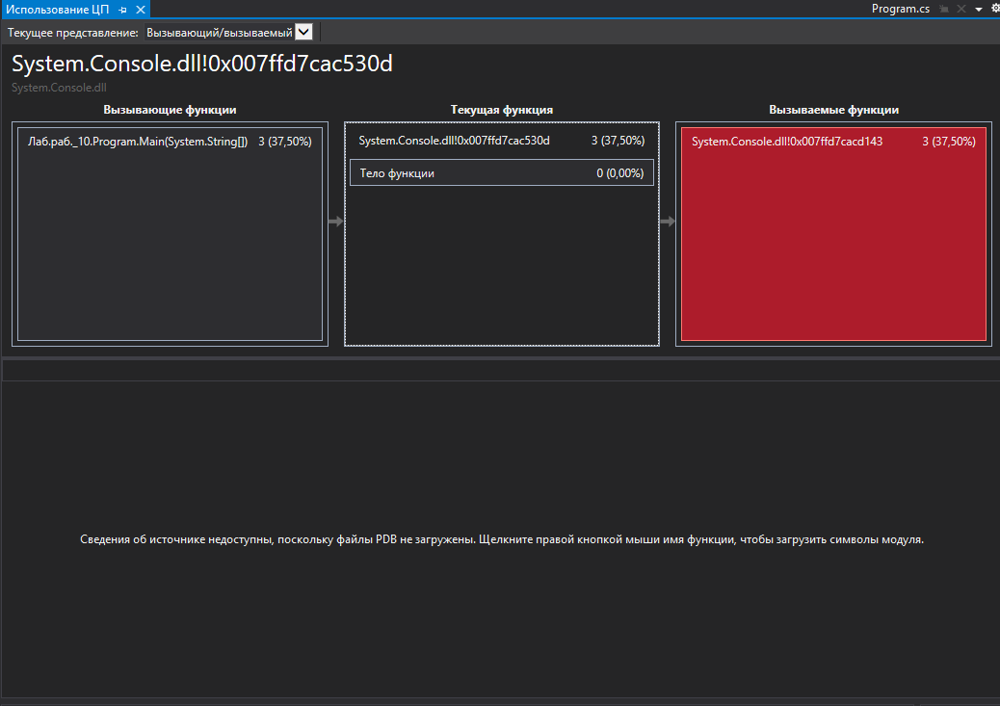 Использование ЦП
Program.cs
Текущее представление: Вызывающий/вызываемый
System.Console.dll!0x007ffd7cac530d
System.Console.dll
Вызывающие функции
Текущая функция
Вызываемые функции
Лаб.раб._10.Program.Main(System.String[]) 3 (37,50%)
System.Console.dll!0x007ffd7cac530d 3 (37,50%)
Тело функции 0 (0,00%)
System.Console.dll!0x007ffd7cacd143 3 (37,50%)
Сведения об источнике недоступны, поскольку файлы PDB не загружены. Щелкните правой кнопкой мыши имя функции, чтобы загрузить символы модуля.